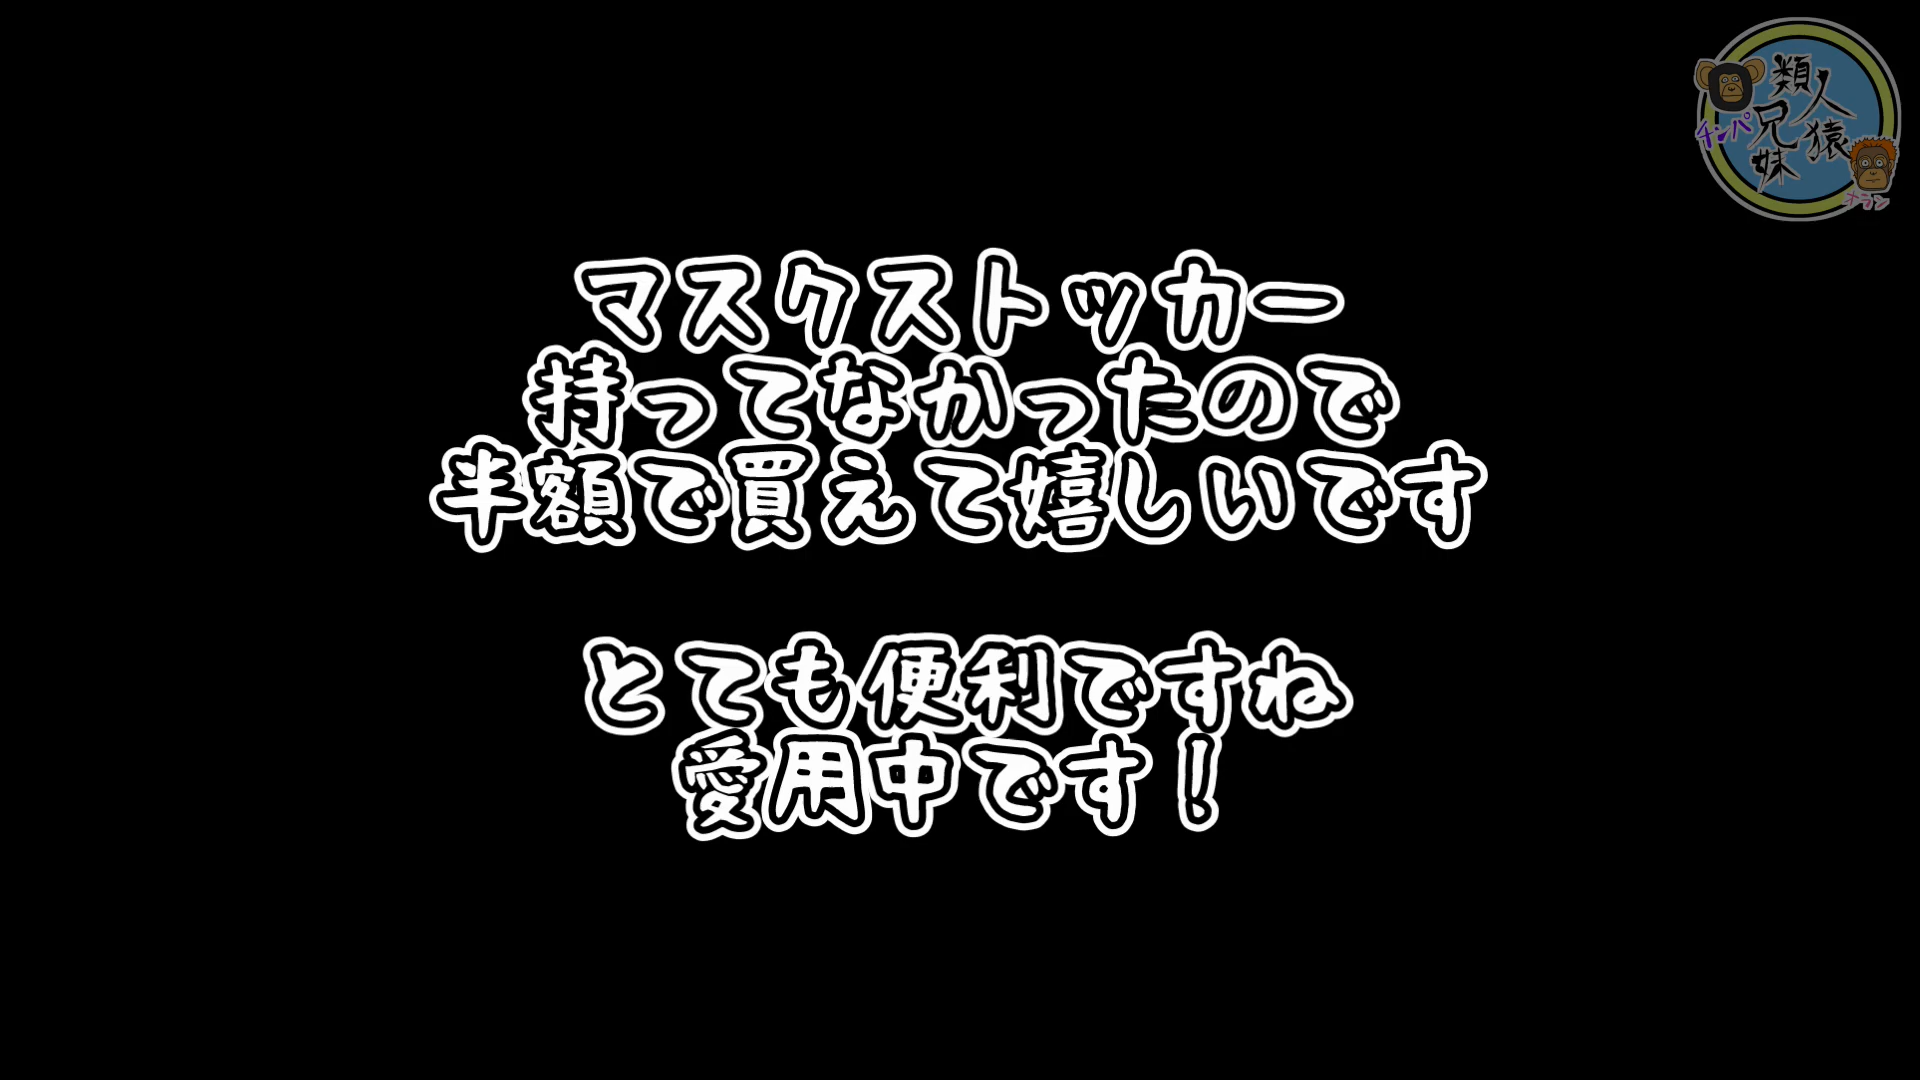 マスクストッカー
持ってなかったので
半額で買えて嬉しいです
とても便利ですね
愛用中です！
類人猿
兄妹
チンパ
オラン